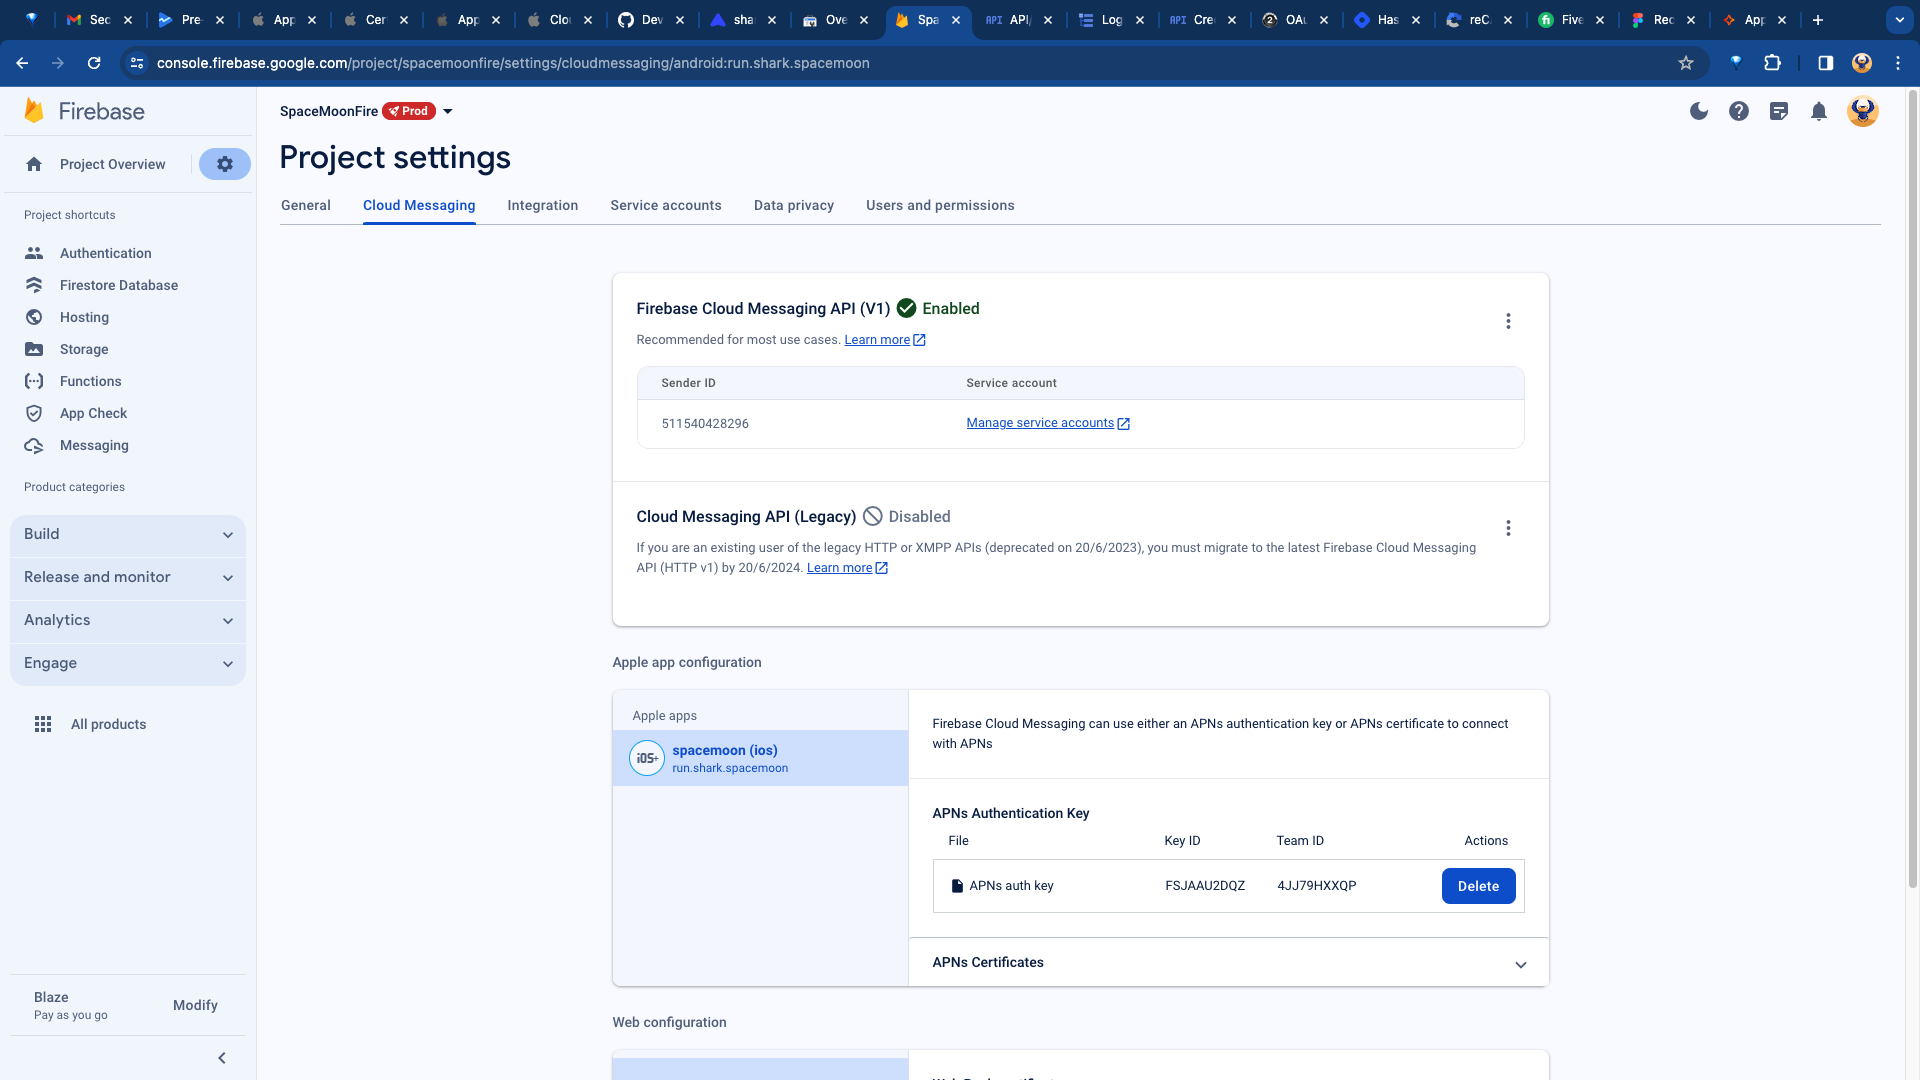 Sec
Pre
App
Cer
App
Clo
Dev
sha
Ove
Spa
API/
Log
API
Cre
OAu
Has
reC
Five
Rec
App
console.firebase.google.com/project/spacemoonfire/settings/cloudmessaging/android:run.shark.spacemoon
Firebase
SpaceMoonFire Prod
Project Overview
Project settings
General
Cloud Messaging
Integration
Service accounts
Data privacy
Users and permissions
Project shortcuts
Authentication
Firestore Database
Hosting
Storage
Functions
App Check
Messaging
Product categories
Build
Release and monitor
Analytics
Engage
All products
Blaze
Pay as you go
Modify
Firebase Cloud Messaging API (V1) Enabled
Recommended for most use cases. Learn more
Sender ID
Service account
511540428296
Manage service accounts
Cloud Messaging API (Legacy) Disabled
If you are an existing user of the legacy HTTP or XMPP APIs (deprecated on 20/6/2023), you must migrate to the latest Firebase Cloud Messaging
API (HTTP v1) by 20/6/2024. Learn more
Apple app configuration
Apple apps
iOS+
spacemoon (ios)
run.shark.spacemoon
Firebase Cloud Messaging can use either an APNs authentication key or APNs certificate to connect
with APNs
APNs Authentication Key
File
Key ID
Team ID
Actions
APNs auth key
FSJAAU2DQZ
4JJ79HXXQP
Delete
APNs Certificates
Web configuration